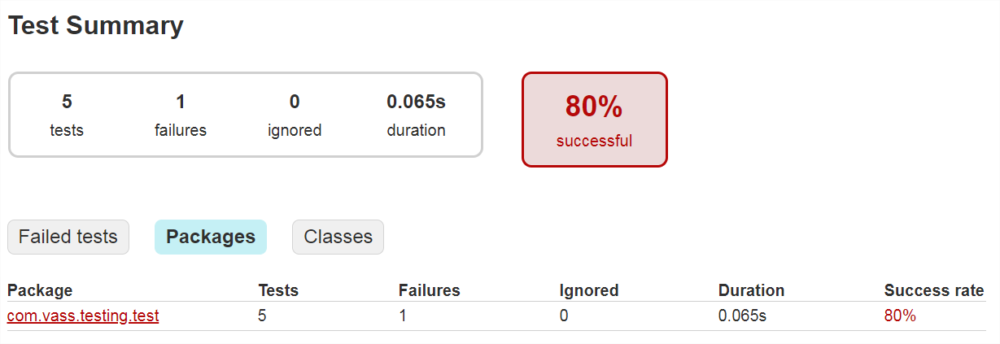 Test Summary
5 1 0 0.065s
tests failures ignored duration
80%
successful
Failed tests Packages Classes
Package Tests Failures Ignored Duration Success rate
com.vass.testing.test 5 1 0 0.065s 80%